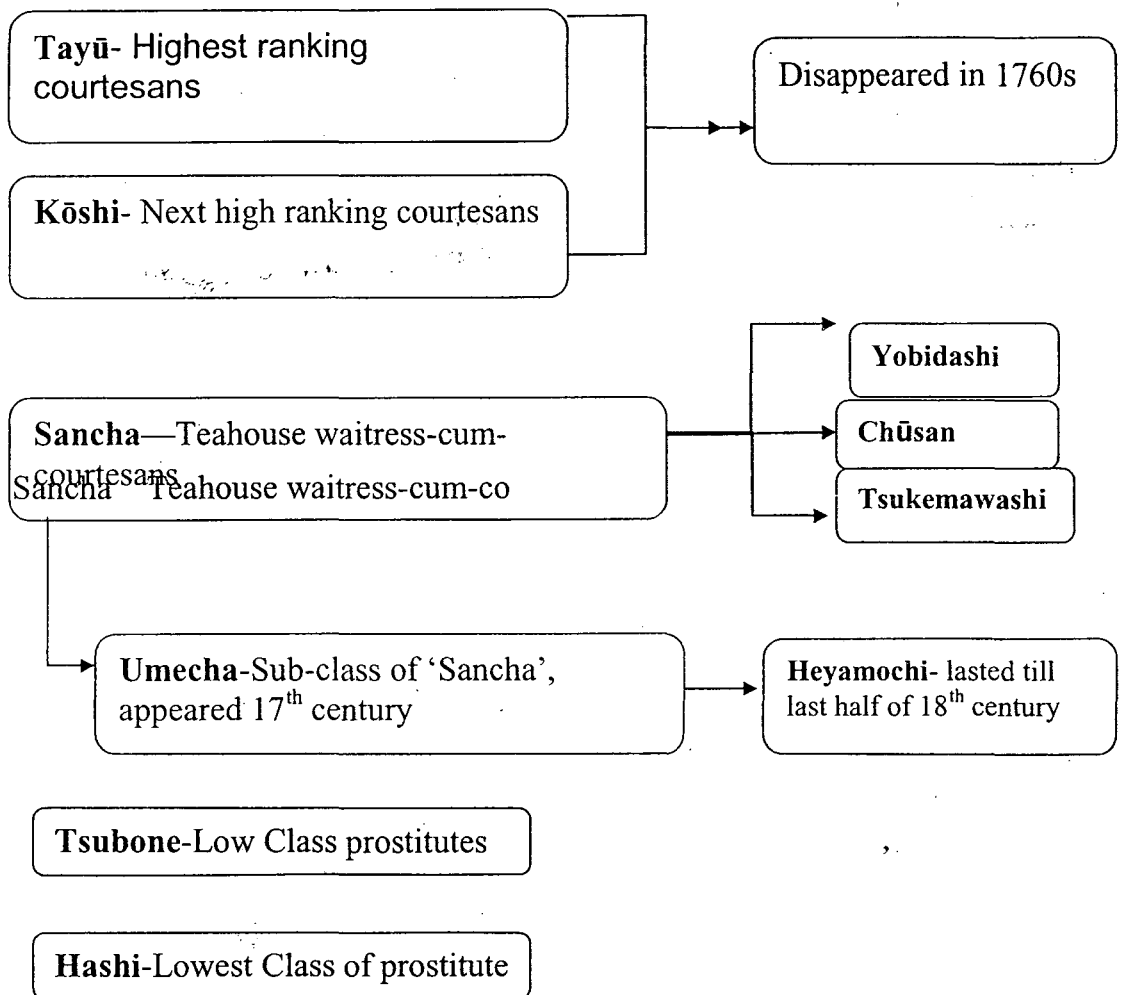 Tayū- Highest ranking
courtesans
Disappeared in 1760s
Kōshi- Next high ranking courtesans
Yobidashi
Sancha—Teahouse waitress-cum-
courtesans
Sancha Teahouse waitress-cum-co
Chūsan
Tsukemawashi
Umecha-Sub-class of ‘Sancha’,
appeared 17th century
Heyamochi- lasted till
last half of 18th century
Tsubone-Low Class prostitutes
Hashi-Lowest Class of prostitute